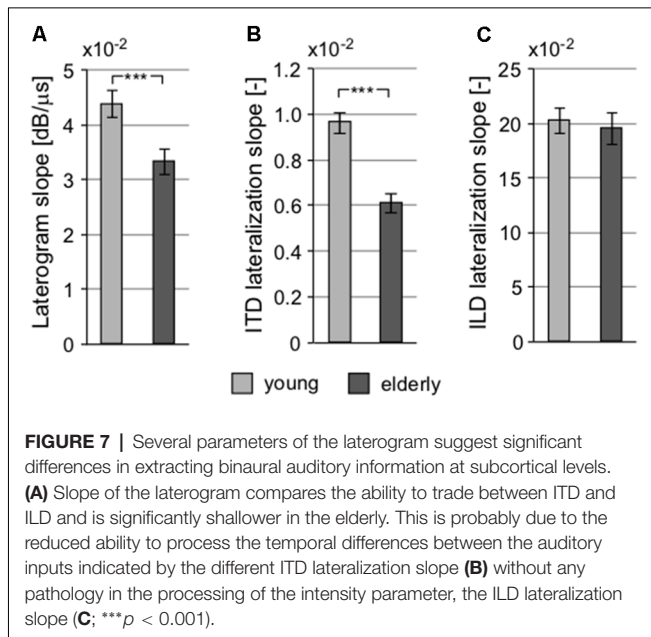 A
B
C
x10-2
x10-2
x10-2
Laterogram slope [dB/μs]
5
4
3
2
1
0
***
ITD lateralization slope [-]
1.2
1.0
0.8
0.6
0.4
0.2
0
***
ILD lateralization slope [-]
25
20
15
10
5
0
young
elderly
FIGURE 7 | Several parameters of the laterogram suggest significant
differences in extracting binaural auditory information at subcortical levels.
(A) Slope of the laterogram compares the ability to trade between ITD and
ILD and is significantly shallower in the elderly. This is probably due to the
reduced ability to process the temporal differences between the auditory
inputs indicated by the different ITD lateralization slope (B) without any
pathology in the processing of the intensity parameter, the ILD lateralization
slope (C; ***p < 0.001).